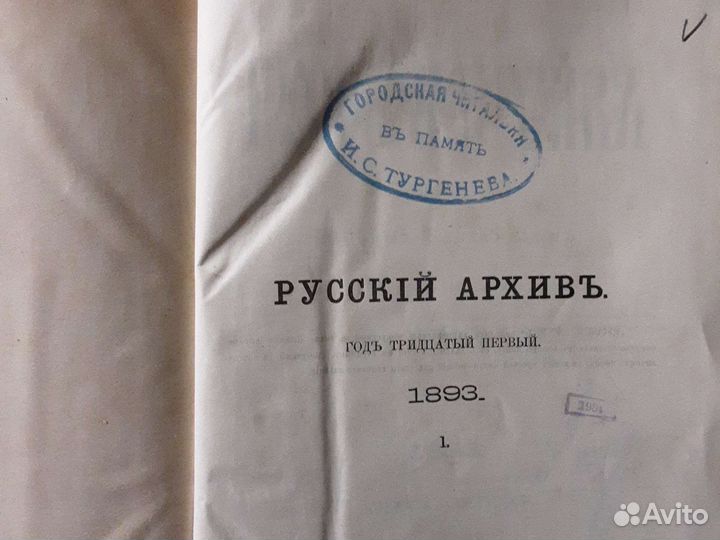 ГОРОДСКАЯ ЧИТАЛЬНЯ
ВЪ ПАМЯТЬ
И. С. ТУРГЕНЕВА.
РУССКІЙ АРХИВЪ.
ГОДЪ ТРИДЦАТЫЙ ПЕРВЫЙ.
1893.
1.
Avito